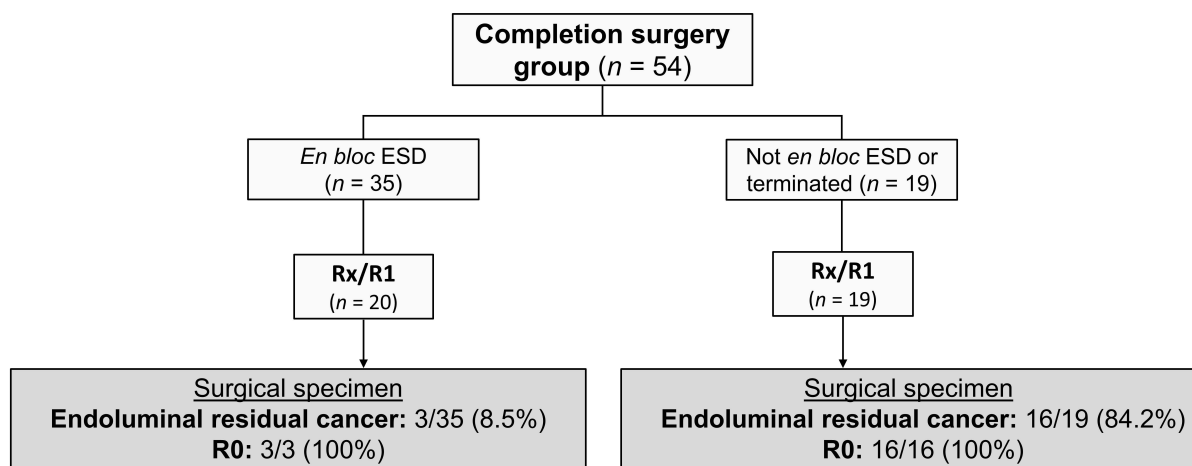 Completion surgery
group (n = 54)
En bloc ESD
(n = 35)
Not en bloc ESD or
terminated (n = 19)
Rx/R1
(n = 20)
Rx/R1
(n = 19)
Surgical specimen
Endoluminal residual cancer: 3/35 (8.5%)
R0: 3/3 (100%)
Surgical specimen
Endoluminal residual cancer: 16/19 (84.2%)
R0: 16/16 (100%)